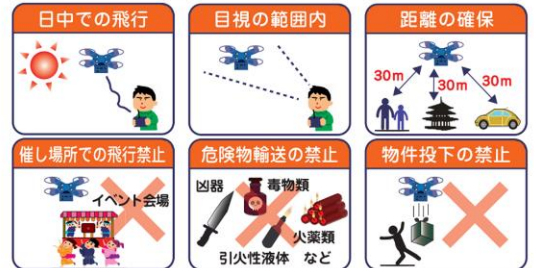 日中での飛行
目視の範囲内
距離の確保
30m
30m
30m
催し場所での飛行禁止
イベント会場
危険物輸送の禁止
凶器
毒物類
火薬類
引火性液体 など
物件投下の禁止